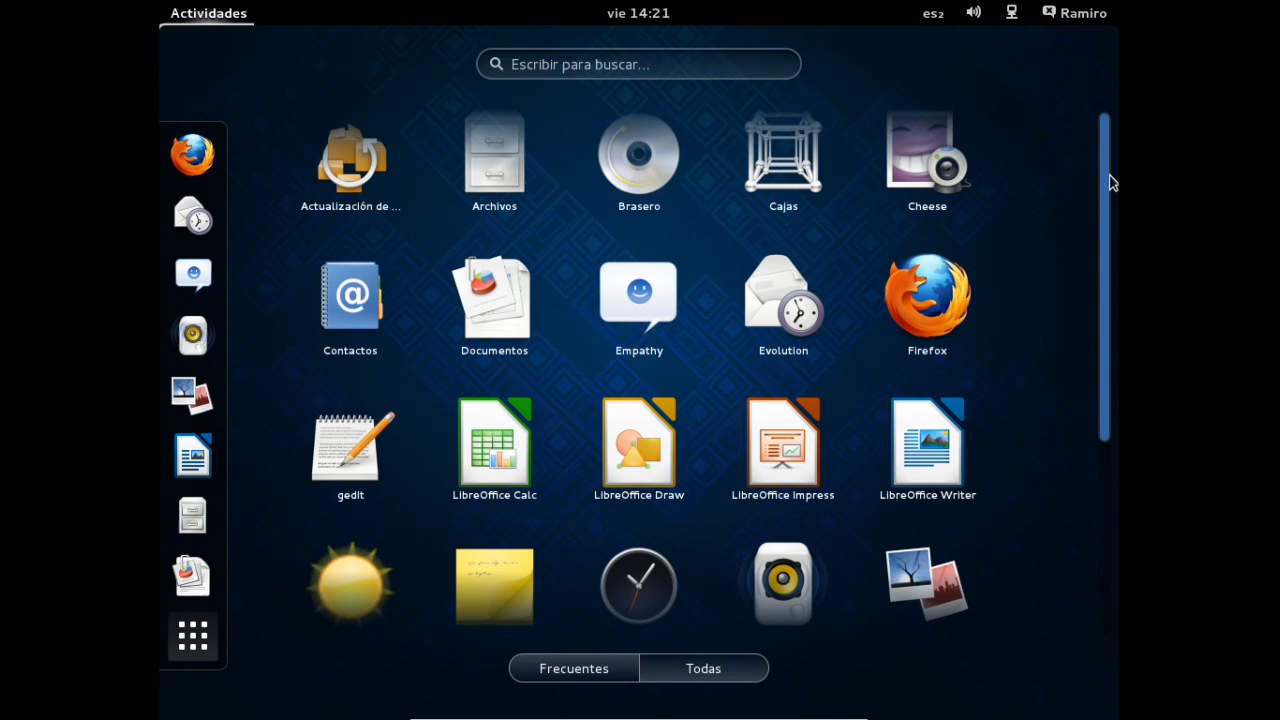 Actividades
vie 14:21
es₂
Ramiro
Escribir para buscar...
Actualización de ...
Archivos
Brasero
Cajas
Cheese
Contactos
Documentos
Empathy
Evolution
Firefox
gedit
LibreOffice Calc
LibreOffice Draw
LibreOffice Impress
LibreOffice Writer
Frecuentes
Todas